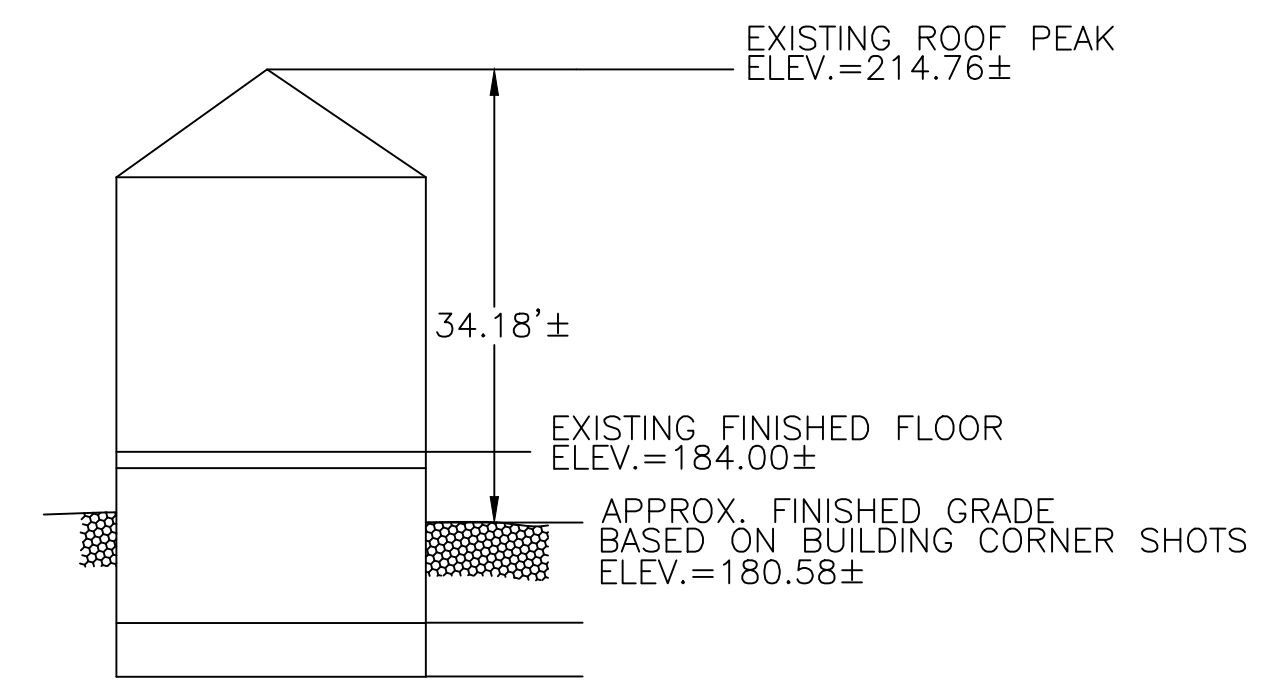 EXISTING ROOF PEAK
ELEV.=214.76±
34.18'±
EXISTING FINISHED FLOOR
ELEV.=184.00±
APPROX. FINISHED GRADE
BASED ON BUILDING CORNER SHOTS
ELEV.=180.58±